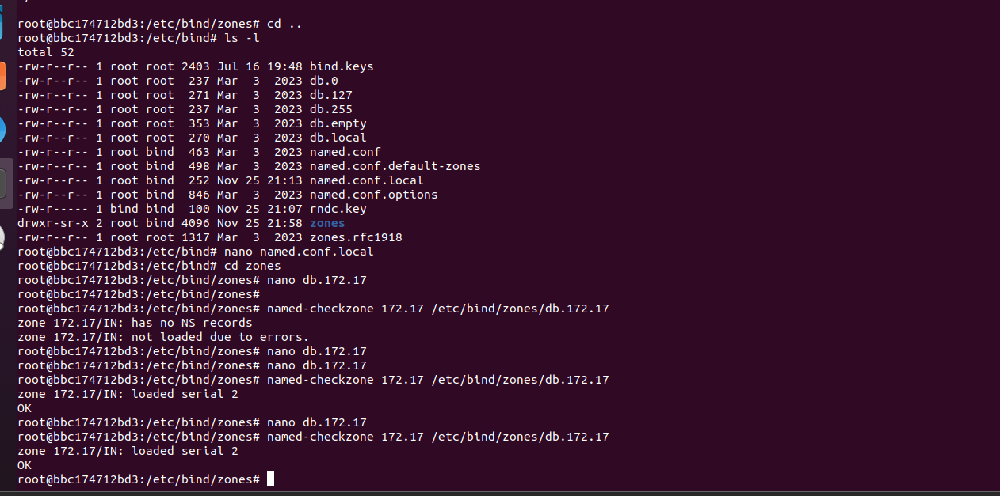 root@bbc174712bd3:/etc/bind/zones# cd ..
root@bbc174712bd3:/etc/bind# ls -l
total 52
-rw-r--r-- 1 root root 2403 Jul 16 19:48 bind.keys
-rw-r--r-- 1 root root  237 Mar  3  2023 db.0
-rw-r--r-- 1 root root  271 Mar  3  2023 db.127
-rw-r--r-- 1 root root  237 Mar  3  2023 db.255
-rw-r--r-- 1 root root  353 Mar  3  2023 db.empty
-rw-r--r-- 1 root root  270 Mar  3  2023 db.local
-rw-r--r-- 1 root bind  463 Mar  3  2023 named.conf
-rw-r--r-- 1 root bind  498 Mar  3  2023 named.conf.default-zones
-rw-r--r-- 1 root bind  252 Nov 25 21:13 named.conf.local
-rw-r--r-- 1 root bind  846 Mar  3  2023 named.conf.options
-rw-r----- 1 bind bind  100 Nov 25 21:07 rndc.key
drwxr-sr-x 2 root bind 4096 Nov 25 21:58 zones
-rw-r--r-- 1 root root 1317 Mar  3  2023 zones.rfc1918
root@bbc174712bd3:/etc/bind# nano named.conf.local
root@bbc174712bd3:/etc/bind# cd zones
root@bbc174712bd3:/etc/bind/zones# nano db.172.17
root@bbc174712bd3:/etc/bind/zones#
root@bbc174712bd3:/etc/bind/zones# named-checkzone 172.17 /etc/bind/zones/db.172.17
zone 172.17/IN: has no NS records
zone 172.17/IN: not loaded due to errors.
root@bbc174712bd3:/etc/bind/zones# nano db.172.17
root@bbc174712bd3:/etc/bind/zones# nano db.172.17
root@bbc174712bd3:/etc/bind/zones# named-checkzone 172.17 /etc/bind/zones/db.172.17
zone 172.17/IN: loaded serial 2
OK
root@bbc174712bd3:/etc/bind/zones# nano db.172.17
root@bbc174712bd3:/etc/bind/zones# named-checkzone 172.17 /etc/bind/zones/db.172.17
zone 172.17/IN: loaded serial 2
OK
root@bbc174712bd3:/etc/bind/zones#